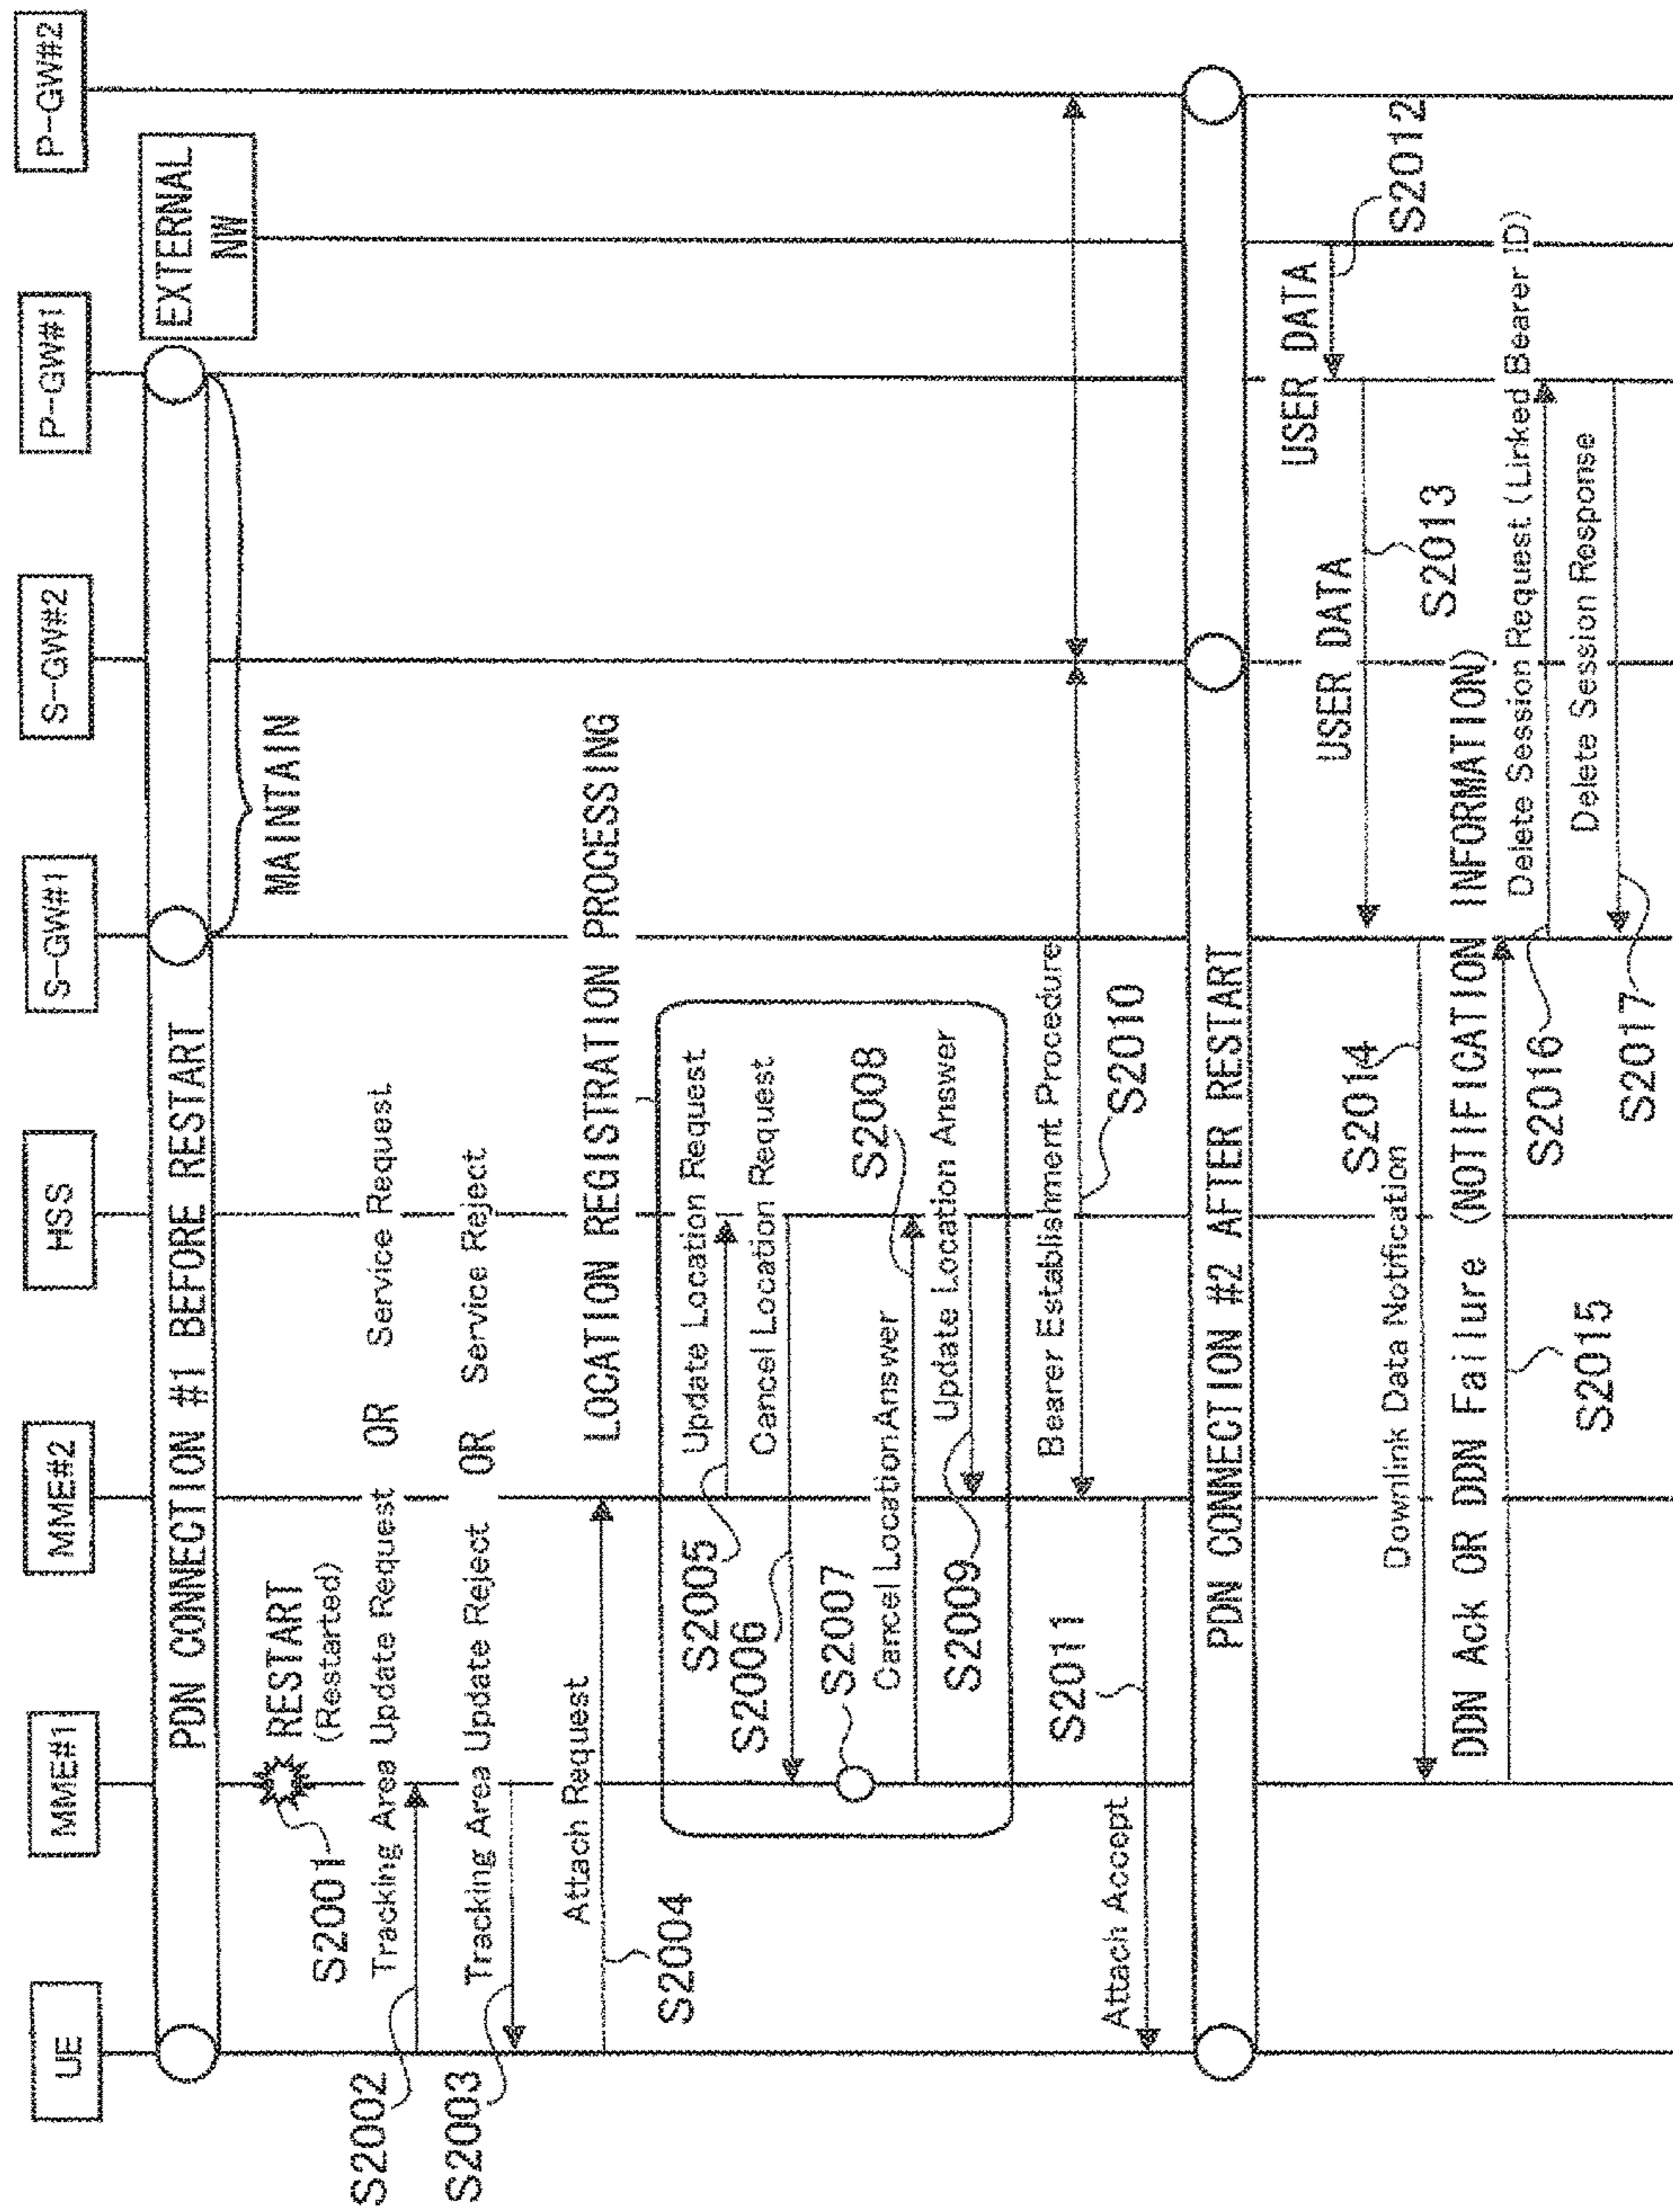 UE
MME#1
MME#2
HSS
S-GW#1
S-GW#2
P-GW#1
EXTERNAL
NW
P-GW#2
PDN CONNECTION #1 BEFORE RESTART
MAINTAIN
S2001
RESTART
(Restarted)
S2002
Tracking Area Update Request OR Service Request
S2003
Tracking Area Update Reject OR Service Reject
Attach Request
S2004
LOCATION REGISTRATION PROCESSING
S2005
Update Location Request
S2006
Cancel Location Request
S2007
Cancel Location Answer
S2008
S2009
Update Location Answer
Bearer Establishment Procedure
S2010
S2011
Attach Accept
PDN CONNECTION #2 AFTER RESTART
USER DATA
S2012
USER DATA
S2013
S2014
Downlink Data Notification
DDN Ack OR DDN Failure (NOTIFICATION INFORMATION)
S2015
Delete Session Request (Linked Bearer ID)
S2016
Delete Session Response
S2017